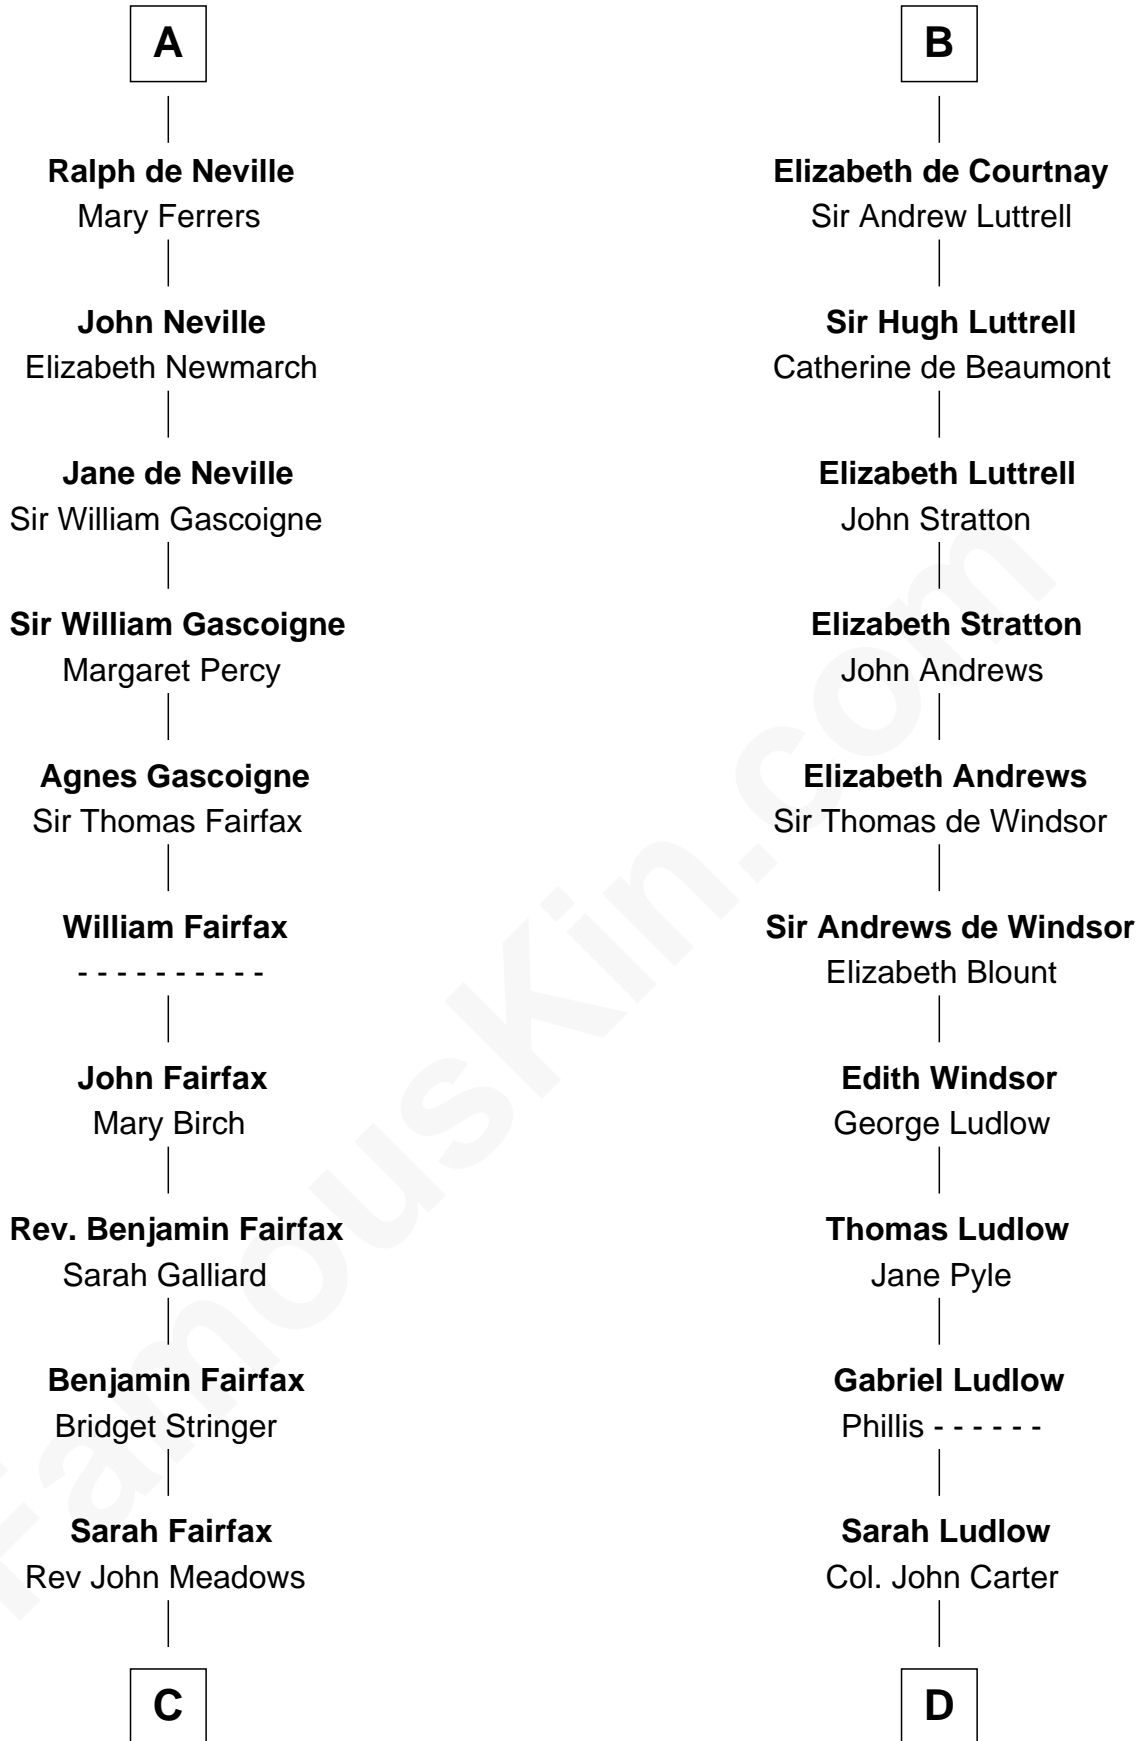 A
Ralph de Neville
Mary Ferrers
John Neville
Elizabeth Newmarch
Jane de Neville
Sir William Gascoigne
Sir William Gascoigne
Margaret Percy
Agnes Gascoigne
Sir Thomas Fairfax
William Fairfax
- - - - - - - - - -
John Fairfax
Mary Birch
Rev. Benjamin Fairfax
Sarah Galliard
Benjamin Fairfax
Bridget Stringer
Sarah Fairfax
Rev John Meadows
C
B
Elizabeth de Courtnay
Sir Andrew Luttrell
Sir Hugh Luttrell
Catherine de Beaumont
Elizabeth Luttrell
John Stratton
Elizabeth Stratton
John Andrews
Elizabeth Andrews
Sir Thomas de Windsor
Sir Andrews de Windsor
Elizabeth Blount
Edith Windsor
George Ludlow
Thomas Ludlow
Jane Pyle
Gabriel Ludlow
Phillis - - - - - -
Sarah Ludlow
Col. John Carter
D
FamousKin.com